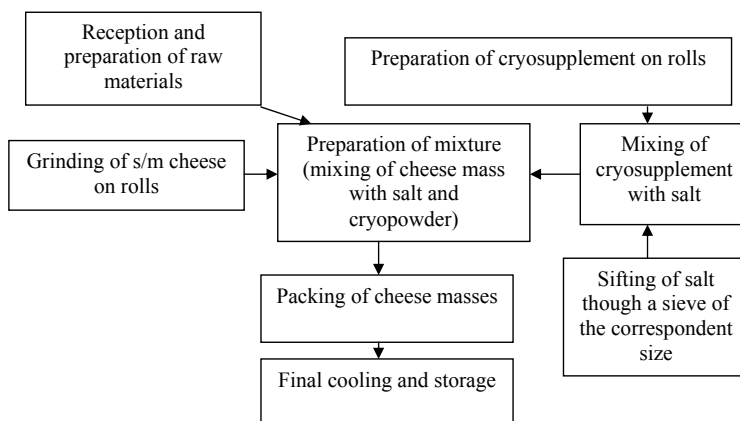 Reception and
preparation of raw
materials
Preparation of cryosupplement on rolls
Grinding of s/m cheese
on rolls
Preparation of mixture
(mixing of cheese mass
with salt and
cryopowder)
Mixing of
cryosupplement
with salt
Packing of cheese masses
Sifting of salt
though a sieve of
the correspondent
size
Final cooling and storage